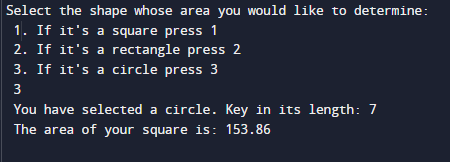 Select the shape whose area you would like to determine:
1. If it's a square press 1
2. If it's a rectangle press 2
3. If it's a circle press 3
3
You have selected a circle. Key in its length: 7
The area of your square is: 153.86